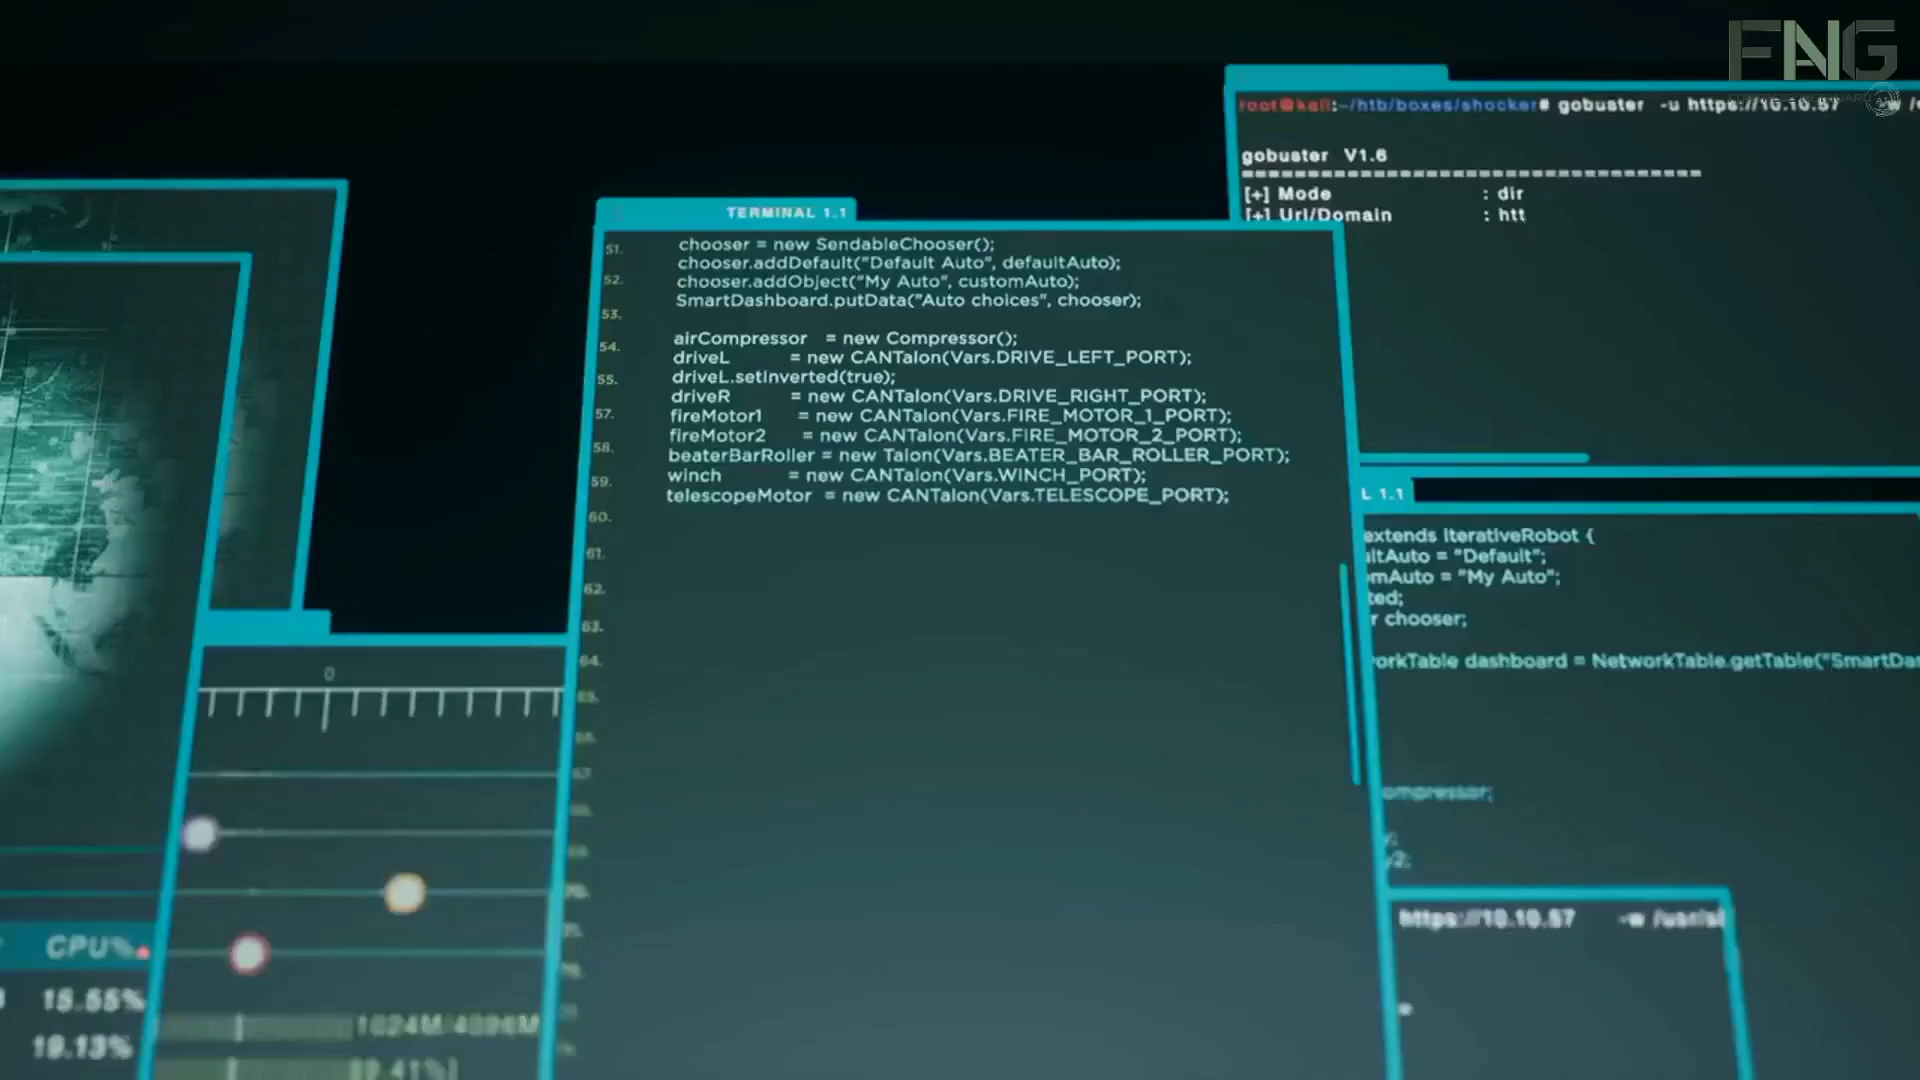 FNG
root@kali:~/htb/boxes/shocker# gobuster -u https://10.10.57 -w /
gobuster V1.6
=====================================
[+] Mode : dir
[+] Url/Domain : htt
TERMINAL 1.1
51.
52.
53.
54.
55.
57.
58.
59.
60.
61.
62.
63.
64.
chooser = new SendableChooser();
chooser.addDefault("Default Auto", defaultAuto);
chooser.addObject("My Auto", customAuto);
SmartDashboard.putData("Auto choices", chooser);
airCompressor = new Compressor();
driveL = new CANTalon(Vars.DRIVE_LEFT_PORT);
driveL.setInverted(true);
driveR = new CANTalon(Vars.DRIVE_RIGHT_PORT);
fireMotor1 = new CANTalon(Vars.FIRE_MOTOR_1_PORT);
fireMotor2 = new CANTalon(Vars.FIRE_MOTOR_2_PORT);
beaterBarRoller = new Talon(Vars.BEATER_BAR_ROLLER_PORT);
winch = new CANTalon(Vars.WINCH_PORT);
telescopeMotor = new CANTalon(Vars.TELESCOPE_PORT);
L 1.1
extends IterativeRobot {
ltAuto = "Default";
mAuto = "My Auto";
ted;
r chooser;
orkTable dashboard = NetworkTable.getTable("SmartDas
ompressor;
2;
https://10.10.57 -w /usr/s
0
CPU%
15.55%
19.13%
1024M/4096M